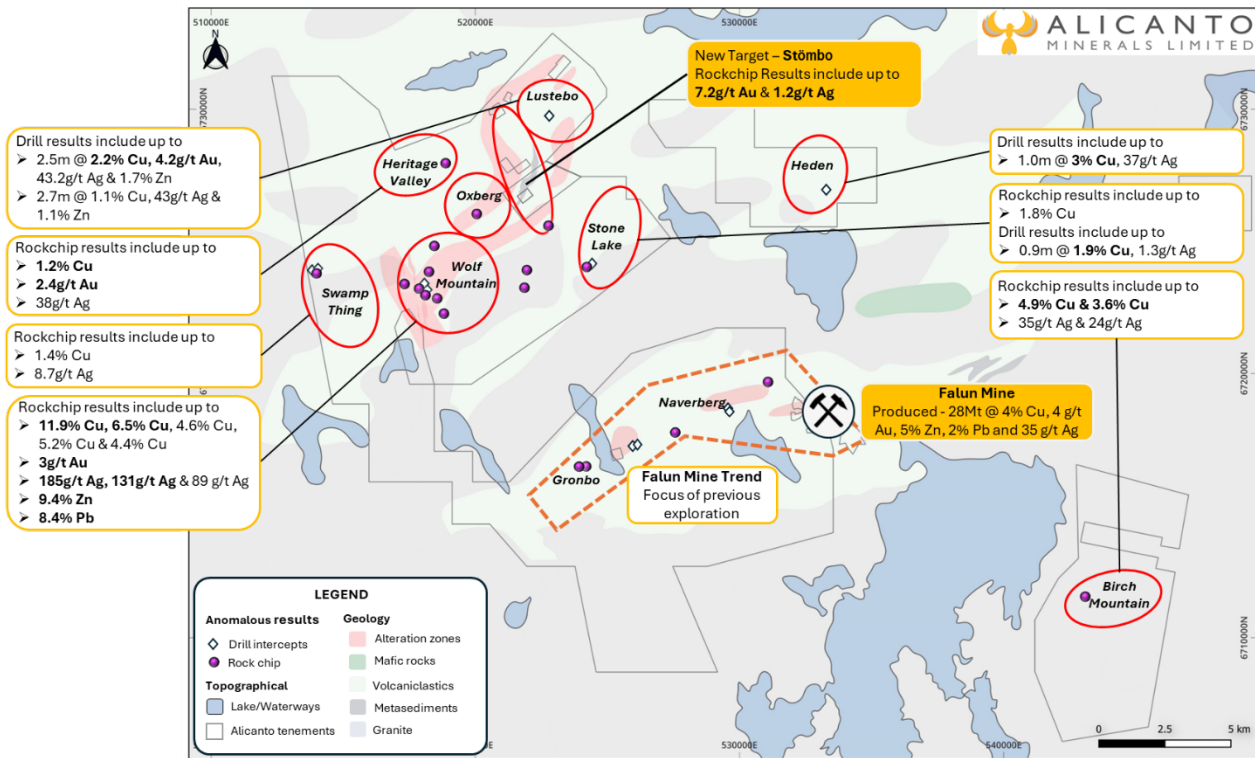 510000E
520000E
530000E
ALICANTO
MINERALS LIMITED
N
New Target – Stömbo
Rockchip Results include up to
7.2g/t Au & 1.2g/t Ag
6730000N
6730000N
Drill results include up to
➢ 2.5m @ 2.2% Cu, 4.2g/t Au,
43.2g/t Ag & 1.7% Zn
➢ 2.7m @ 1.1% Cu, 43g/t Ag &
1.1% Zn
Rockchip results include up to
➢ 1.2% Cu
➢ 2.4g/t Au
➢ 38g/t Ag
Rockchip results include up to
➢ 1.4% Cu
➢ 8.7g/t Ag
Rockchip results include up to
➢ 11.9% Cu, 6.5% Cu, 4.6% Cu,
5.2% Cu & 4.4% Cu
➢ 3g/t Au
➢ 185g/t Ag, 131g/t Ag & 89 g/t Ag
➢ 9.4% Zn
➢ 8.4% Pb
Lustebo
Heritage
Valley
Oxberg
Stone
Lake
Wolf
Mountain
Swamp
Thing
Heden
Drill results include up to
➢ 1.0m @ 3% Cu, 37g/t Ag
Rockchip results include up to
➢ 1.8% Cu
Drill results include up to
➢ 0.9m @ 1.9% Cu, 1.3g/t Ag
Rockchip results include up to
➢ 4.9% Cu & 3.6% Cu
➢ 35g/t Ag & 24g/t Ag
6720000N
Naverberg
Falun Mine
Produced - 28Mt @ 4% Cu, 4 g/t
Au, 5% Zn, 2% Pb and 35 g/t Ag
Gronbo
Falun Mine Trend
Focus of previous
exploration
Birch
Mountain
6710000N
LEGEND
Anomalous results
Drill intercepts
Rock chip
Topographical
Lake/Waterways
Alicanto tenements
Geology
Alteration zones
Mafic rocks
Volcaniclastics
Metasediments
Granite
0 2.5 5 km
530000E
540000E